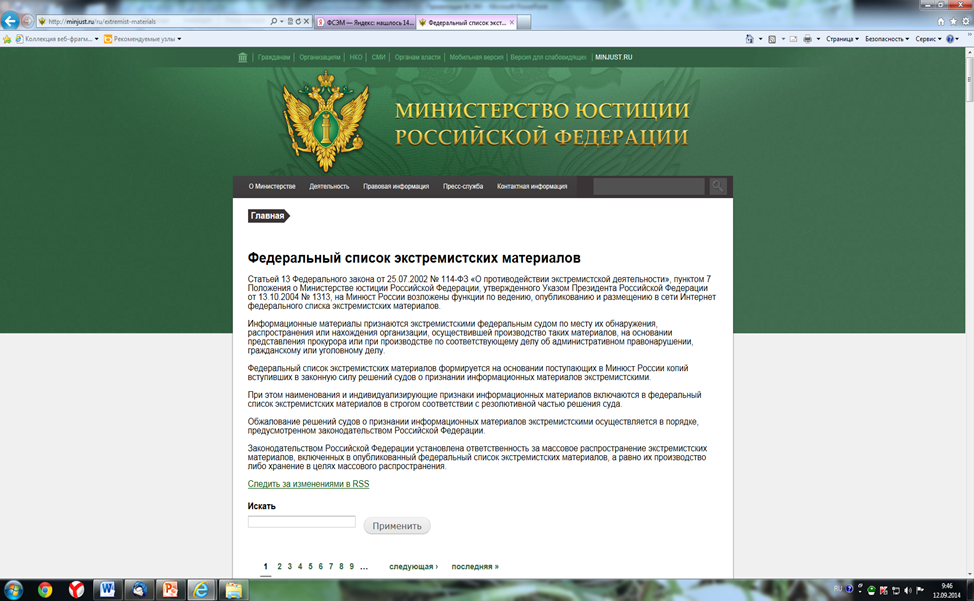 http://minjust.ru/ru/extremist-materials
ФСЭМ — Яндекс: нашлось 14...
Федеральный список экст...
Коллекция веб-фрагм...
Рекомендуемые узлы
Страница
Безопасность
Сервис
Гражданам
Организациям
НКО
СМИ
Органам власти
Мобильная версия
Версия для слабовидящих
MINJUST.RU
МИНИСТЕРСТВО ЮСТИЦИИ
РОССИЙСКОЙ ФЕДЕРАЦИИ
О Министерстве
Деятельность
Правовая информация
Пресс-служба
Контактная информация
Главная
Федеральный список экстремистских материалов
Статьей 13 Федерального закона от 25.07.2002 № 114-ФЗ «О противодействии экстремистской деятельности», пунктом 7
Положения о Министерстве юстиции Российской Федерации, утвержденного Указом Президента Российской Федерации
от 13.10.2004 № 1313, на Минюст России возложены функции по ведению, опубликованию и размещению в сети Интернет
федерального списка экстремистских материалов.
Информационные материалы признаются экстремистскими федеральным судом по месту их обнаружения,
распространения или нахождения организации, осуществившей производство таких материалов, на основании
представления прокурора или при производстве по соответствующему делу об административном правонарушении,
гражданскому или уголовному делу.
Федеральный список экстремистских материалов формируется на основании поступающих в Минюст России копий
вступивших в законную силу решений судов о признании информационных материалов экстремистскими.
При этом наименования и индивидуализирующие признаки информационных материалов включаются в федеральный
список экстремистских материалов в строгом соответствии с резолютивной частью решения суда.
Обжалование решений судов о признании информационных материалов экстремистскими осуществляется в порядке,
предусмотренном законодательством Российской Федерации.
Законодательством Российской Федерации установлена ответственность за массовое распространение экстремистских
материалов, включенных в опубликованный федеральный список экстремистских материалов, а равно их производство
либо хранение в целях массового распространения.
Следить за изменениями в RSS
Искать
Применить
1 2 3 4 5 6 7 8 9 ... следующая › последняя »
RU
9:46
12.09.2014